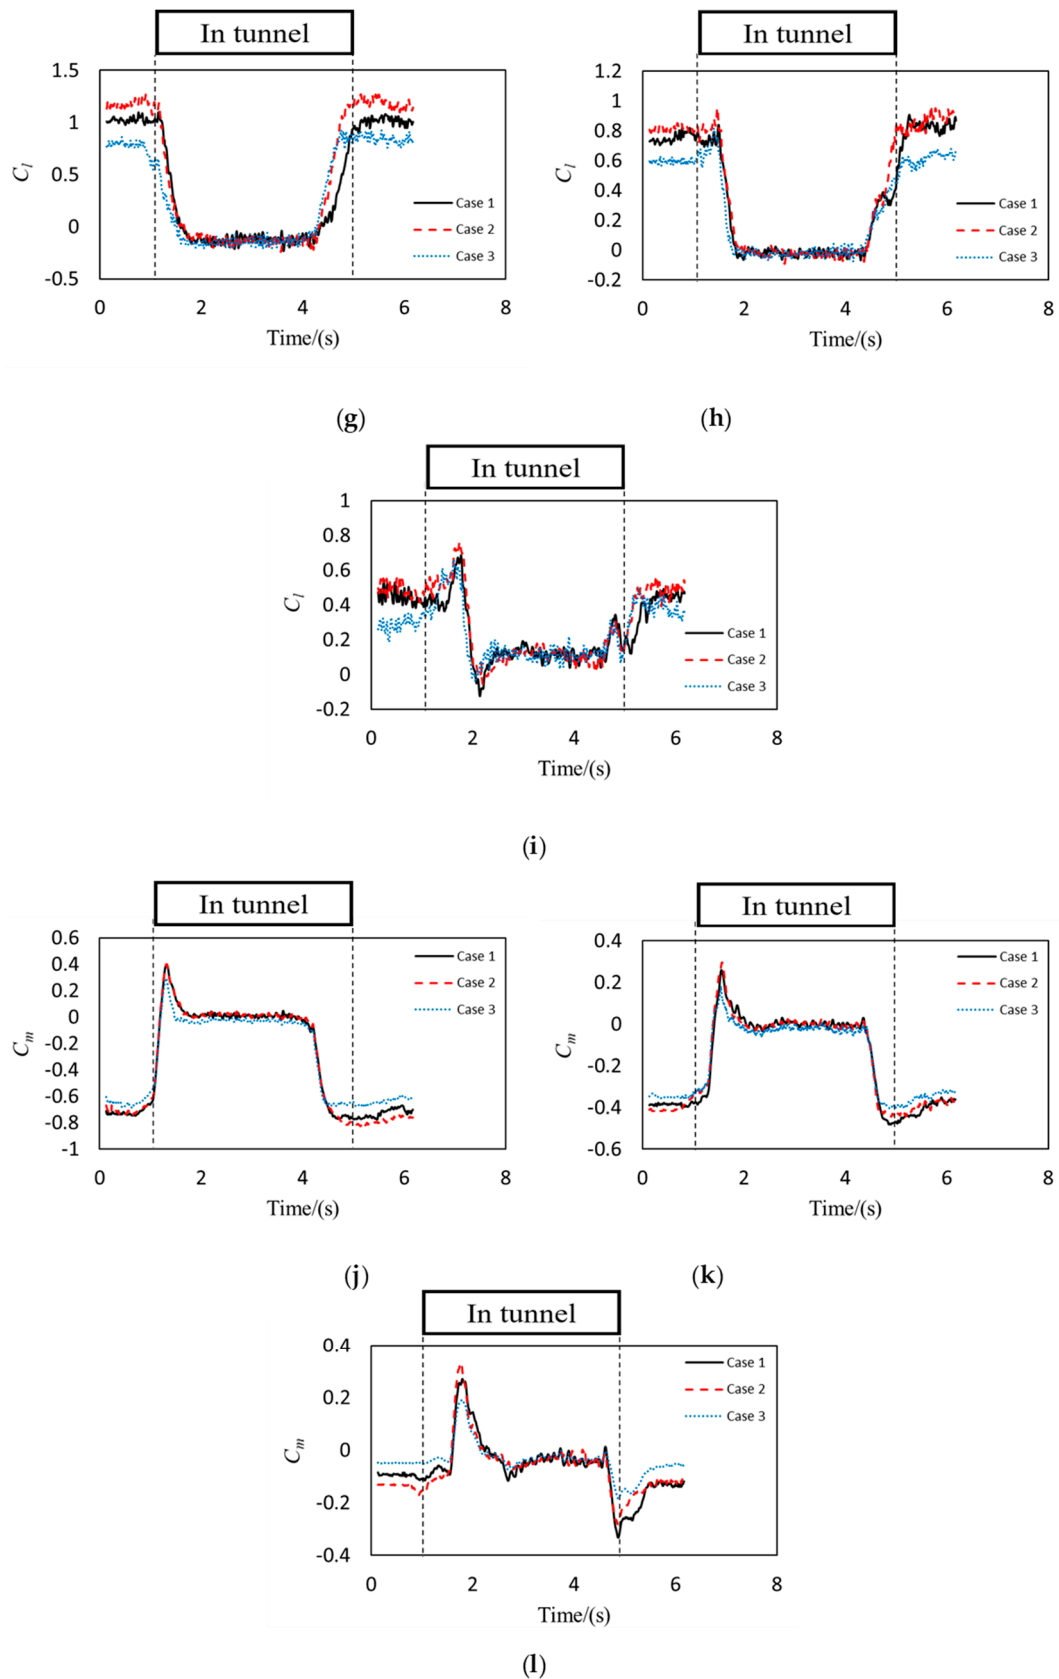 In tunnel
In tunnel
1.5
1
0.5
0
-0.5
C_l
Case 1
Case 2
Case 3
0 2 4 6 8
Time/(s)
1.2
1
0.8
0.6
0.4
0.2
0
-0.2
C_l
Case 1
Case 2
Case 3
0 2 4 6 8
Time/(s)
(g)
(h)
In tunnel
1
0.8
0.6
0.4
0.2
0
-0.2
C_l
Case 1
Case 2
Case 3
0 2 4 6 8
Time/(s)
(i)
In tunnel
In tunnel
0.6
0.4
0.2
0
-0.2
-0.4
-0.6
-0.8
-1
C_m
Case 1
Case 2
Case 3
0 2 4 6 8
Time/(s)
0.4
0.2
0
-0.2
-0.4
-0.6
C_m
Case 1
Case 2
Case 3
0 2 4 6 8
Time/(s)
(j)
(k)
In tunnel
0.4
0.2
0
-0.2
-0.4
C_m
Case 1
Case 2
Case 3
0 2 4 6 8
Time/(s)
(l)